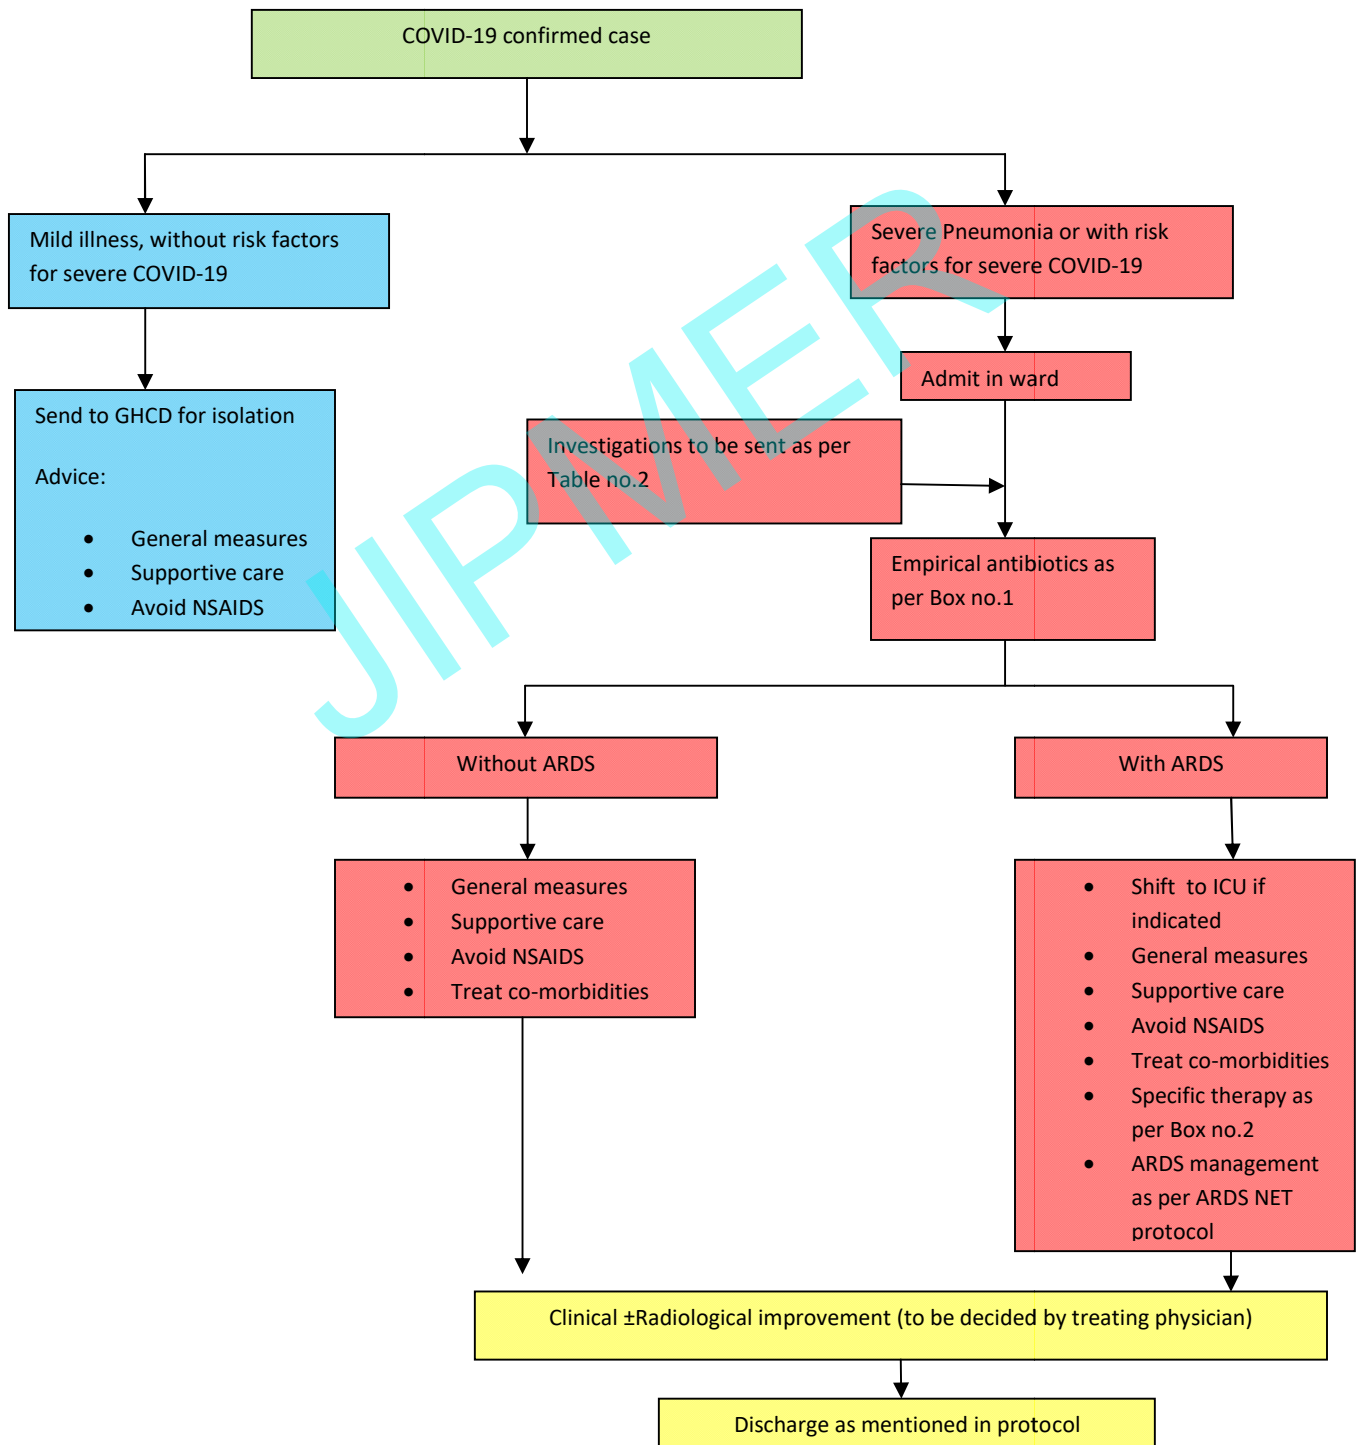 COVID-19 confirmed case
Mild illness, without risk factors
for severe COVID-19
Severe Pneumonia or with risk
factors for severe COVID-19
Admit in ward
Send to GHCD for isolation
Advice:
• General measures
• Supportive care
• Avoid NSAIDS
Investigations to be sent as per
Table no.2
Empirical antibiotics as
per Box no.1
Without ARDS
With ARDS
• General measures
• Supportive care
• Avoid NSAIDS
• Treat co-morbidities
• Shift to ICU if
indicated
• General measures
• Supportive care
• Avoid NSAIDS
• Treat co-morbidities
• Specific therapy as
per Box no.2
• ARDS management
as per ARDS NET
protocol
Clinical ±Radiological improvement (to be decided by treating physician)
Discharge as mentioned in protocol
JIPMER